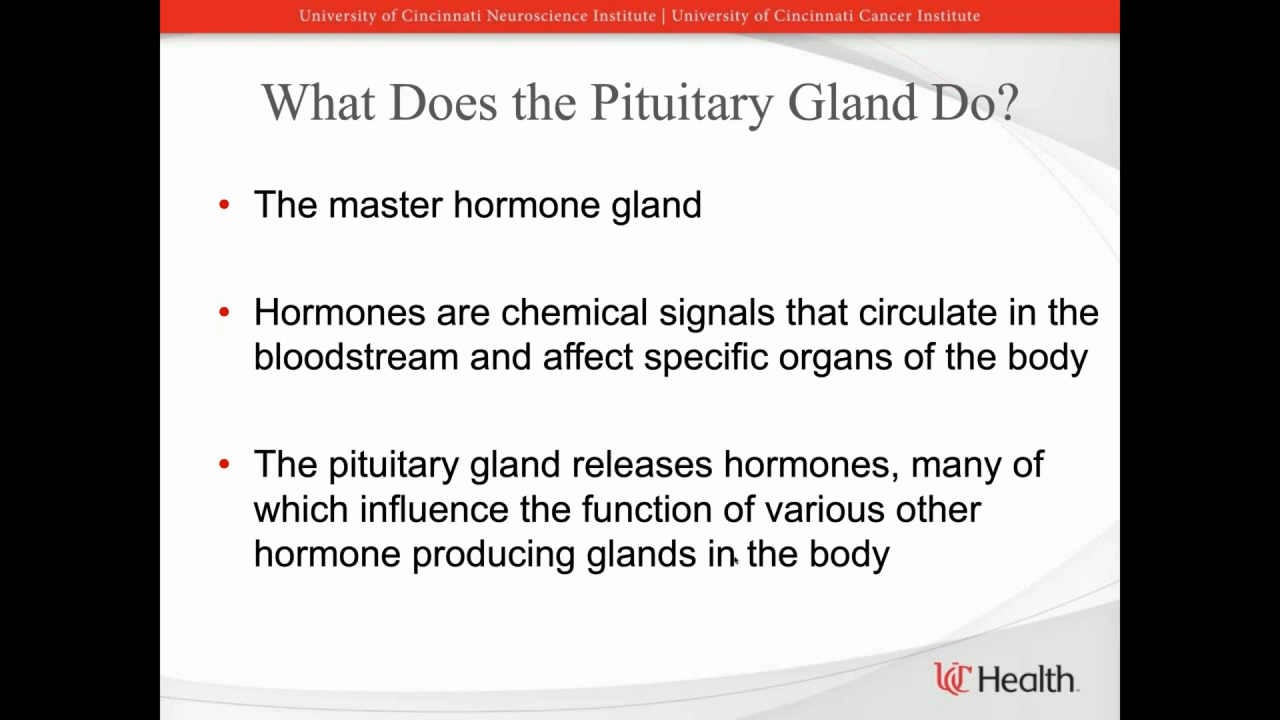 University of Cincinnati Neuroscience Institute | University of Cincinnati Cancer Institute
What Does the Pituitary Gland Do?
• The master hormone gland
• Hormones are chemical signals that circulate in the
bloodstream and affect specific organs of the body
• The pituitary gland releases hormones, many of
which influence the function of various other
hormone producing glands in the body
UC Health.